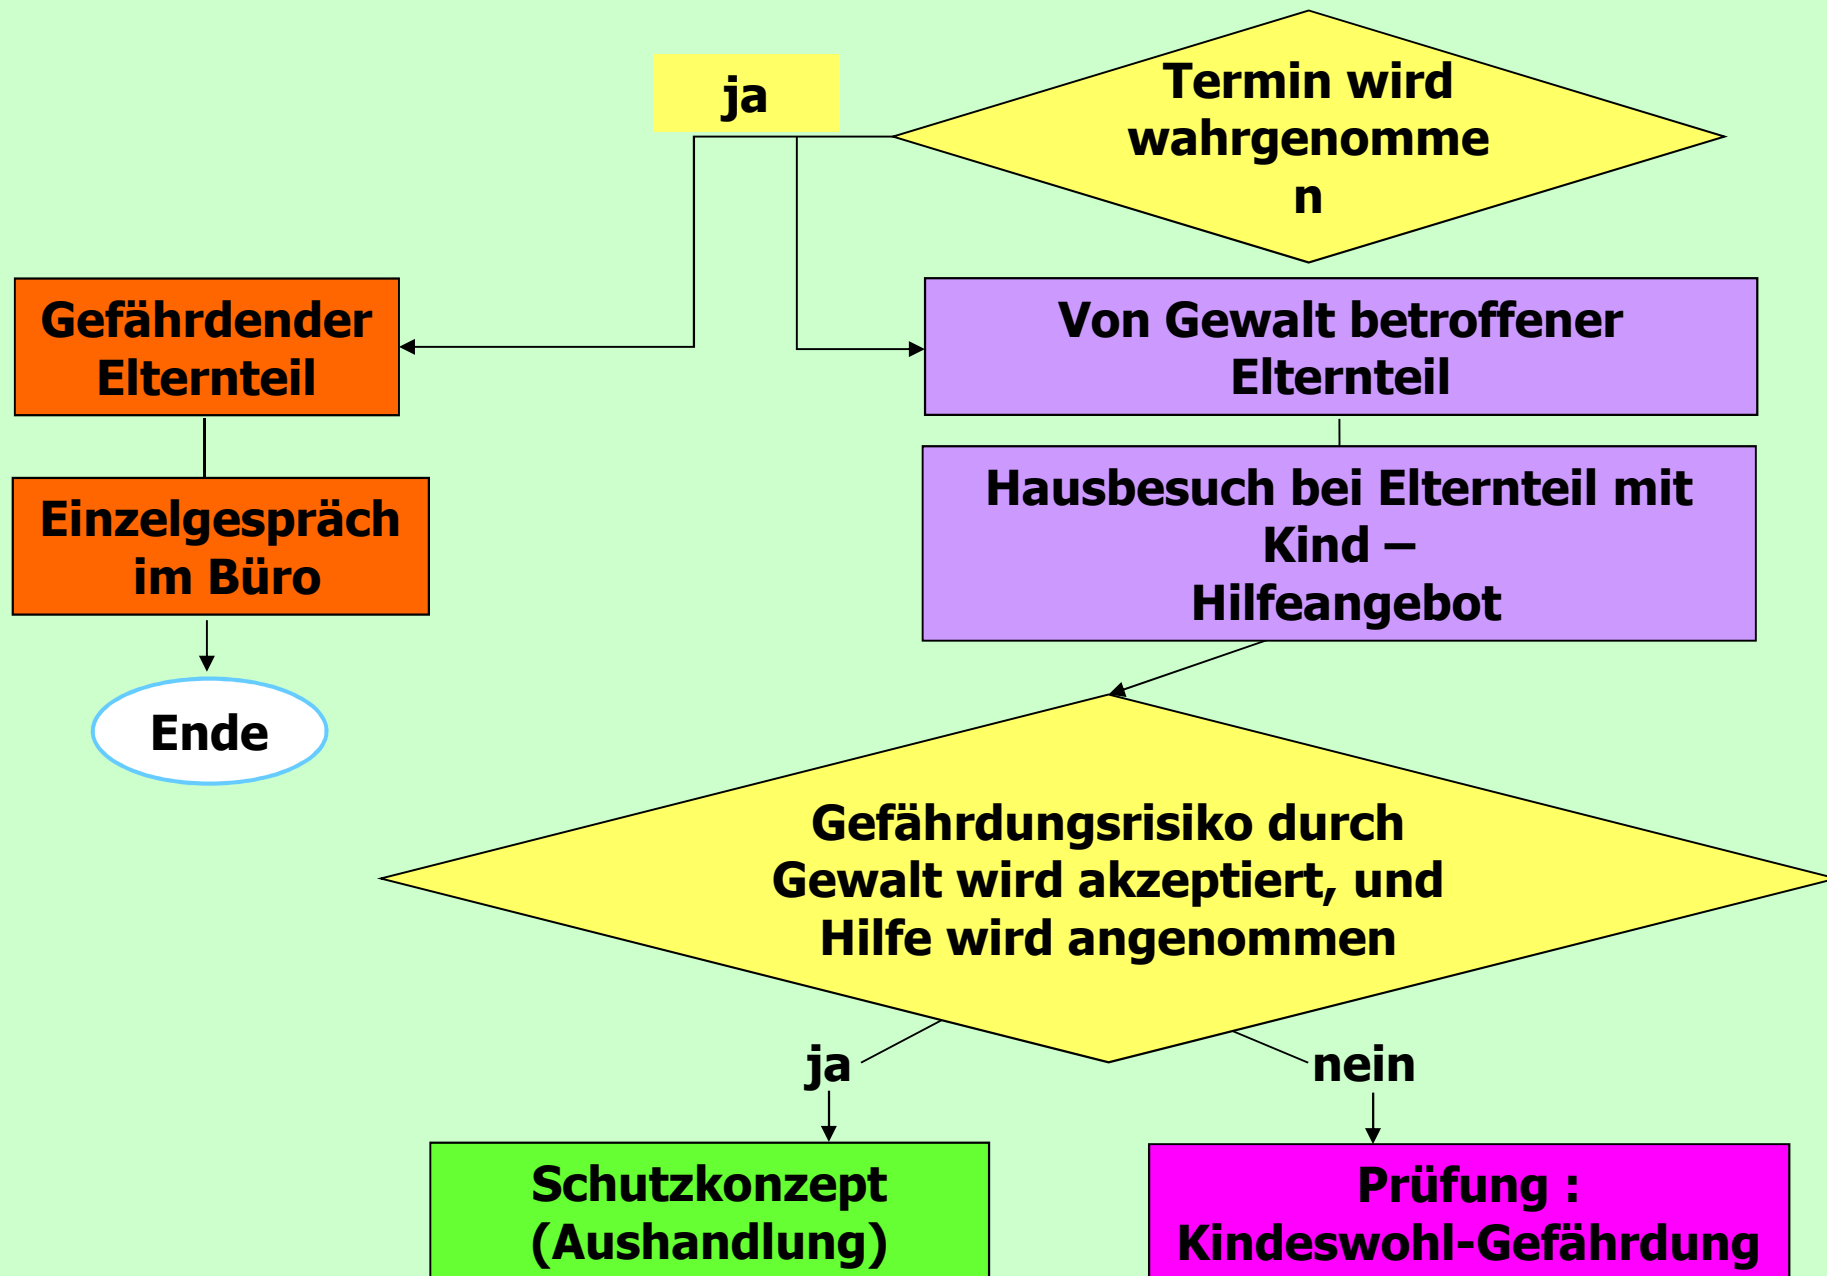 ja
Termin wird
wahrgenomme
n
Gefährdender
Elternteil
Von Gewalt betroffener
Elternteil
Einzelgespräch
im Büro
Hausbesuch bei Elternteil mit
Kind –
Hilfeangebot
Ende
Gefährdungsrisiko durch
Gewalt wird akzeptiert, und
Hilfe wird angenommen
ja
nein
Schutzkonzept
(Aushandlung)
Prüfung :
Kindeswohl-Gefährdung